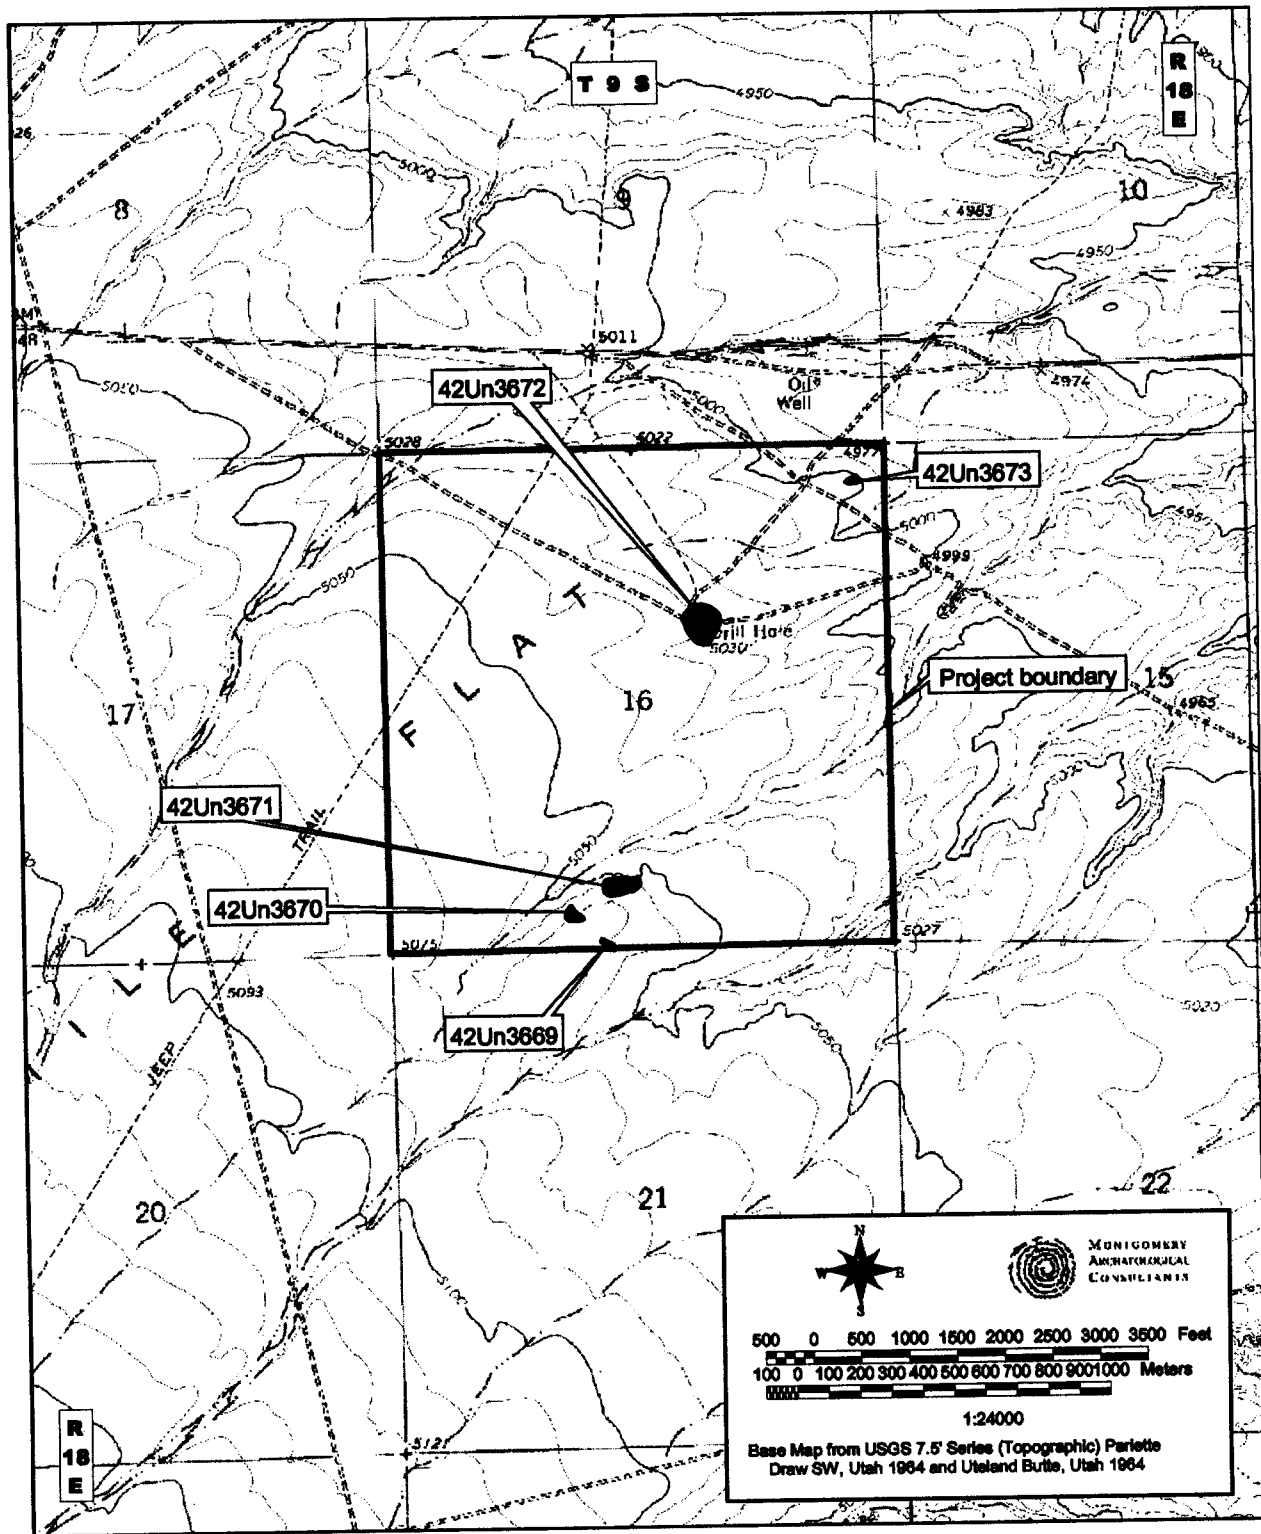 T 9 S
R
18
E
4950
26
5000
8
9
10
4983
4950
5011
5050
4974
Oil
Well
42Un3672
5000
5028
5022
4977
42Un3673
5000
4999
5050
T
Drill Hole
5030
A
L
F
16
Project boundary
15
4965
17
5000
42Un3671
TRAIL
5050
42Un3670
E
5075
5027
L
L
5093
5050
42Un3669
I
JEEP
20
21
22
5100
N
W E
S
MONTGOMERY
ARCHAEOLOGICAL
CONSULTANTS
500 0 500 1000 1500 2000 2500 3000 3500 Feet
100 0 100 200 300 400 500 600 700 800 900 1000 Meters
1:24000
R
18
E
5121
Base Map from USGS 7.5' Series (Topographic) Pariette
Draw SW, Utah 1964 and Uteland Butte, Utah 1964